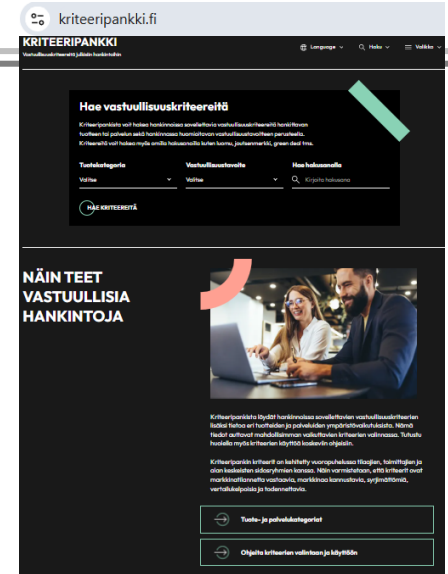 kriteeripankki.fi
KRITEERIPANKKI
Vastuullisuuskriteerit julkisiin hankintoihin
Language
Haku
Valikko
Hae vastuullisuuskriteereitä
Kriteeripankista voit hakea hankinnoissa sovellettavia vastuullisuuskriteereitä hankittavan
tuotteen tai palvelun sekä hankinnassa huomioitavan vastuullisuustavoitteen perusteella.
Kriteereitä voit hakea myös omilla hakusanoilla kuten luomu, joutsenmerkki, green deal tms.
Tuotekategoria
Vastuullisuustavoite
Hae hakusanalla
Valitse
Valitse
Kirjoita hakusana
HAE KRITEEREITÄ
NÄIN TEET
VASTUULLISIA
HANKINTOJA
Kriteeripankista löydät hankinnoissa sovellettavien vastuullisuuskriteerien
lisäksi tietoa eri tuotteiden ja palveluiden ympäristövaikutuksista. Nämä
tiedot auttavat mahdollisimman vaikuttavien kriteerien valinnassa. Tutustu
huolella myös kriteerien käyttöä koskeviin ohjeisiin.
Kriteeripankin kriteerit on kehitetty vuoropuhelussa tilaajien, toimittajien ja
alan keskeisten sidosryhmien kanssa. Näin varmistetaan, että kriteerit ovat
markkinatilannetta vastaavia, markkinaa kannustavia, syrjimättömiä,
vertailukelpoisia ja todennettavia.
Tuote- ja palvelukategoriat
Ohjeita kriteerien valintaan ja käyttöön